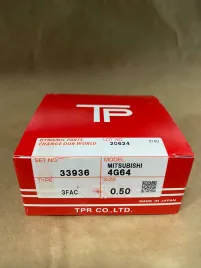 TP
DYNAMIC PARTS,
CHANGE OUR WORLD
LOT NO
20624
SET NO.
33936
MODEL
MITSUBISHI
4G64
TYPE
3FAC
SIZE
0.50
MADE IN JAPAN
TPR CO.,LTD.